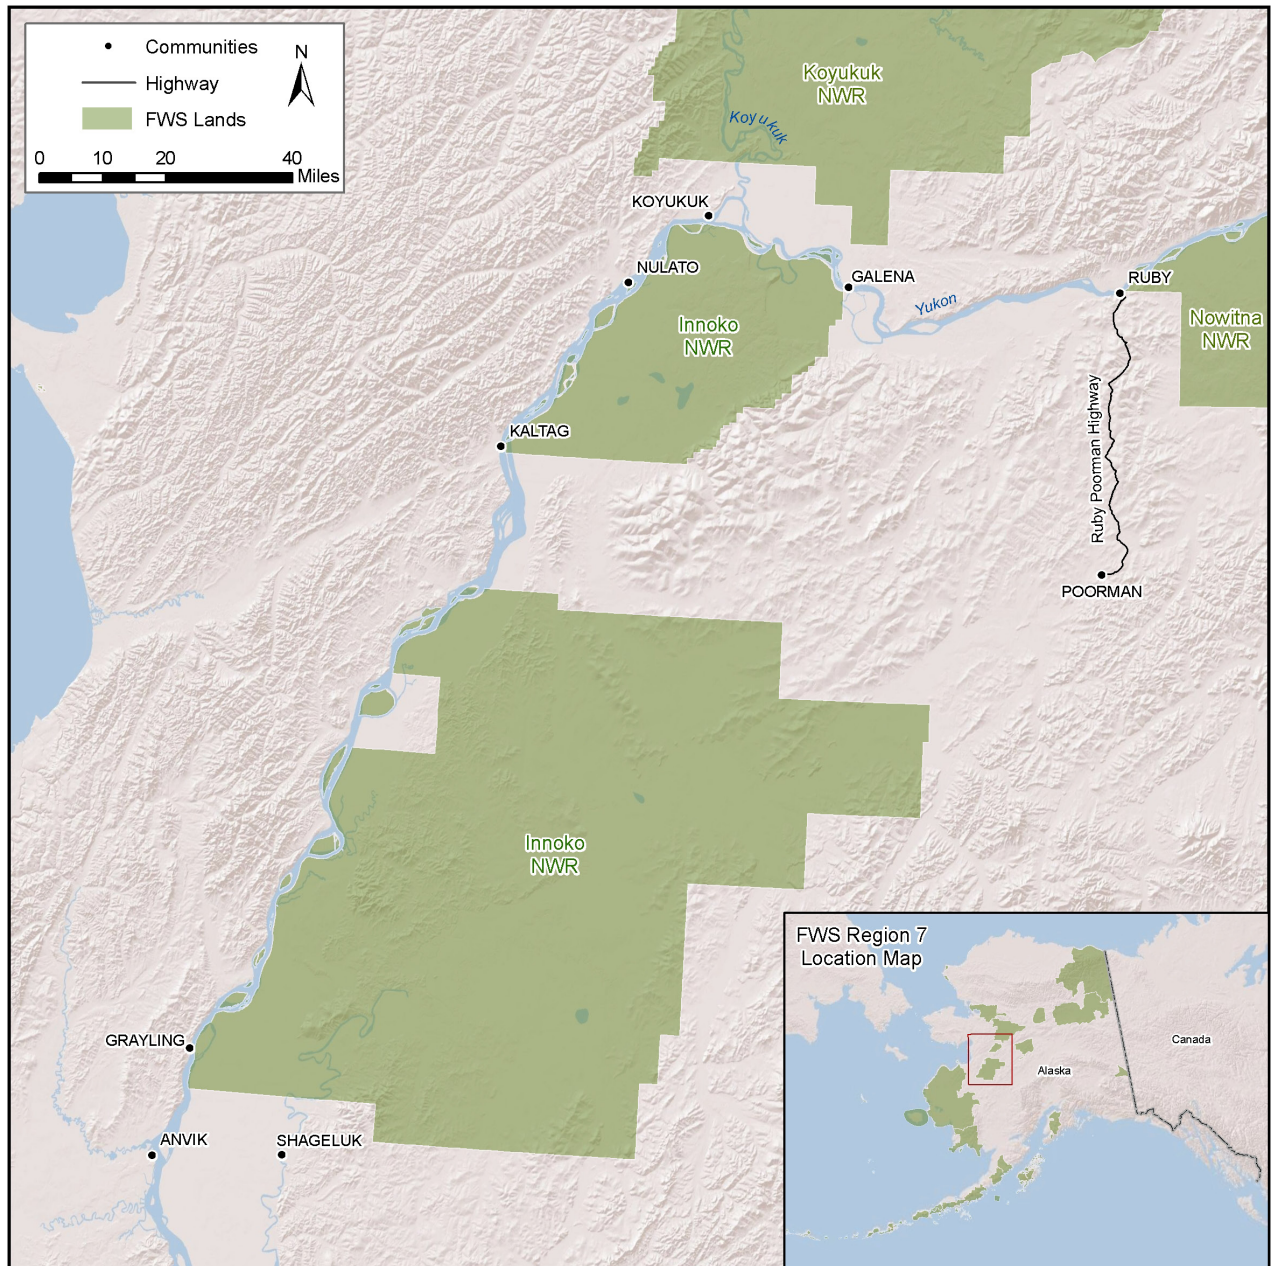 Communities
N
Highway
FWS Lands
0 10 20 40
Miles
Koyukuk
NWR
Koyukuk
KOYUKUK
NULATO
GALENA
RUBY
Yukon
Innoko
NWR
Nowitna
NWR
KALTAG
Ruby Poorman Highway
POORMAN
Innoko
NWR
GRAYLING
ANVIK
SHAGELUK
FWS Region 7
Location Map
Canada
Alaska